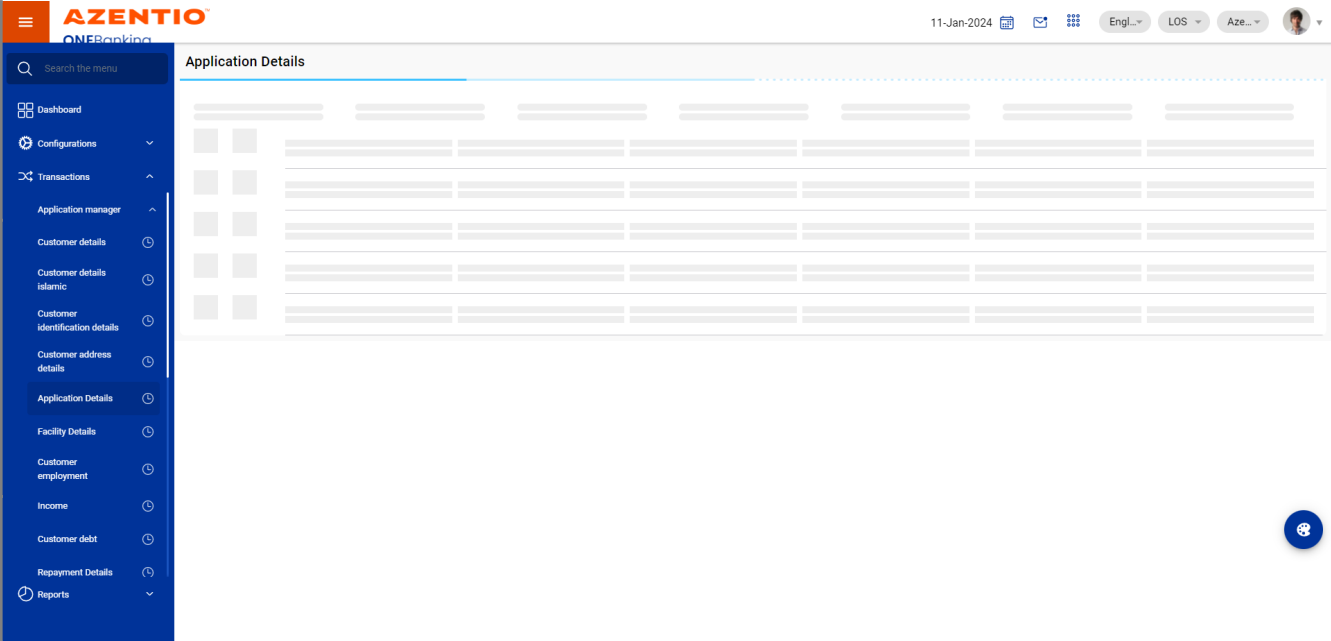 AZENTIO™
ONEBanking
11-Jan-2024
Engl...
LOS
Aze...
Search the menu
Application Details
Dashboard
Configurations
Transactions
Application manager
Customer details
Customer details
islamic
Customer
identification details
Customer address
details
Application Details
Facility Details
Customer
employment
Income
Customer debt
Repayment Details
Reports